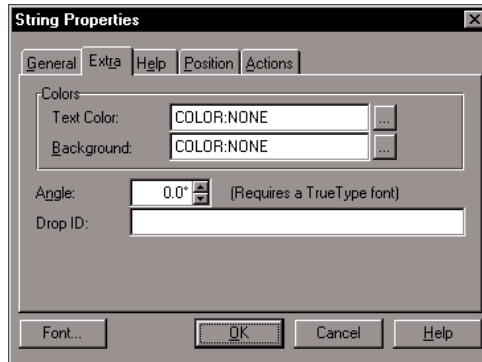 String Properties
General Extra Help Position Actions
Colors
Text Color: COLOR:NONE ...
Background: COLOR:NONE ...
Angle: 0.0° (Requires a TrueType font)
Drop ID:
Font... OK Cancel Help